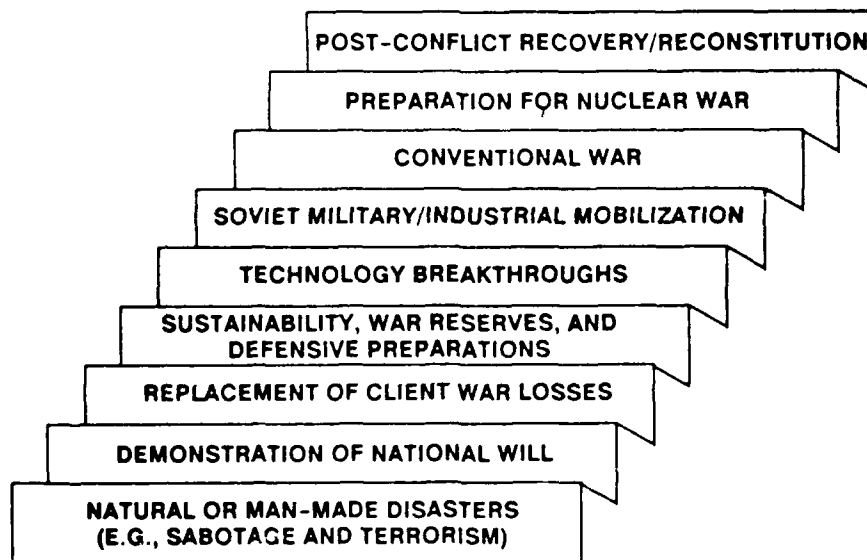 POST-CONFLICT RECOVERY/RECONSTITUTION
PREPARATION FOR NUCLEAR WAR
CONVENTIONAL WAR
SOVIET MILITARY/INDUSTRIAL MOBILIZATION
TECHNOLOGY BREAKTHROUGHS
SUSTAINABILITY, WAR RESERVES, AND
DEFENSIVE PREPARATIONS
REPLACEMENT OF CLIENT WAR LOSSES
DEMONSTRATION OF NATIONAL WILL
NATURAL OR MAN-MADE DISASTERS
(E.G., SABOTAGE AND TERRORISM)